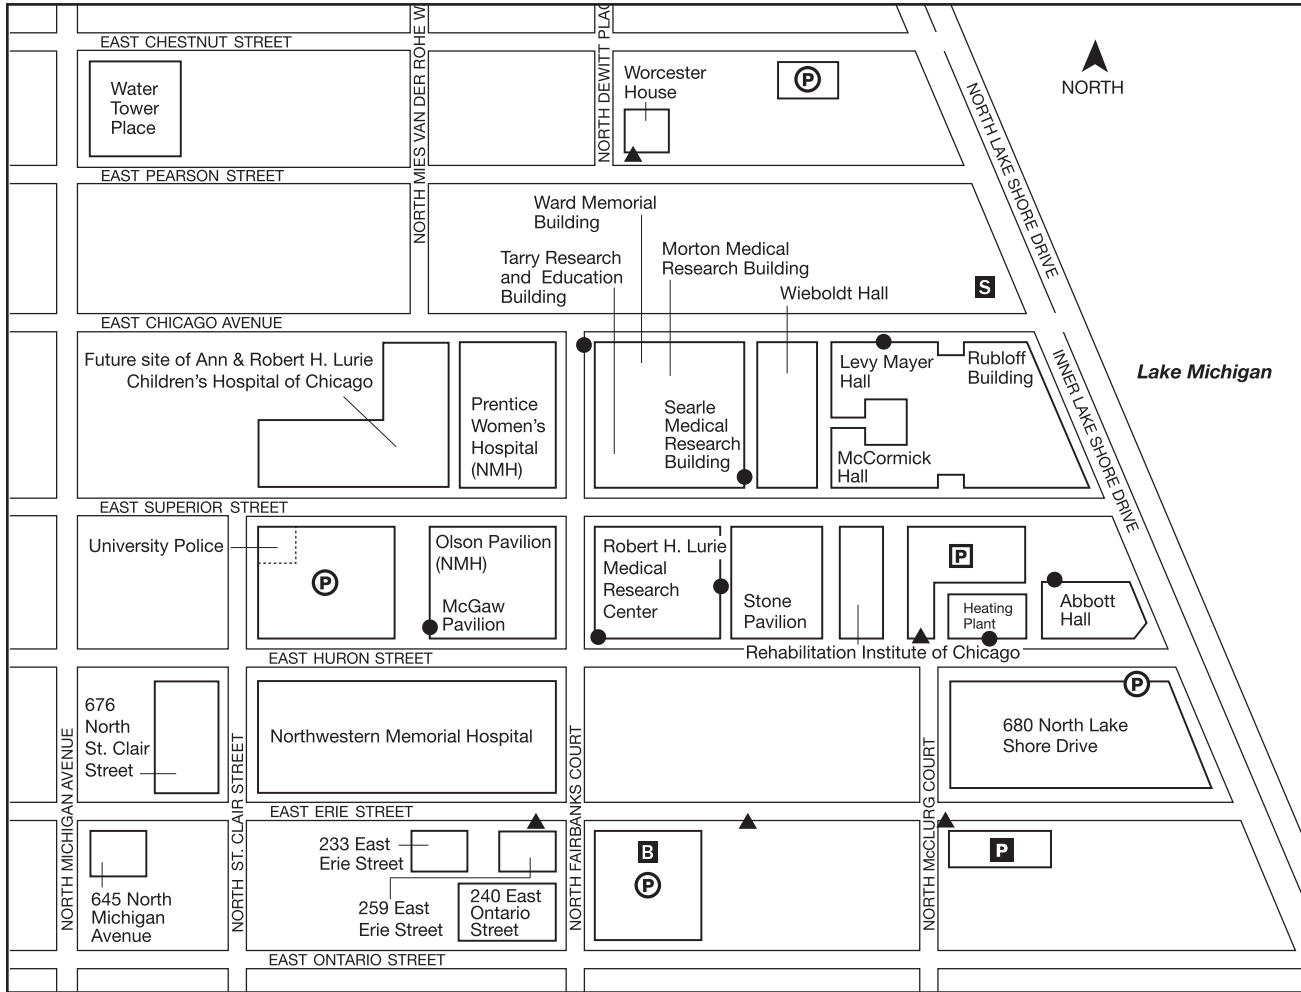 EAST CHESTNUT STREET
NORTH MIES VAN DER ROHE W
NORTH DEWITT PLAC
Water
Tower
Place
Worcester
House
P
NORTH
NORTH LAKE SHORE DRIVE
EAST PEARSON STREET
Ward Memorial
Building
Tarry Research
and Education
Building
Morton Medical
Research Building
Wieboldt Hall
S
EAST CHICAGO AVENUE
Future site of Ann & Robert H. Lurie
Children's Hospital of Chicago
Prentice
Women's
Hospital
(NMH)
Searle
Medical
Research
Building
Levy Mayer
Hall
Rubloff
Building
McCormick
Hall
INNER LAKE SHORE DRIVE
Lake Michigan
EAST SUPERIOR STREET
University Police
P
Olson Pavilion
(NMH)
McGaw
Pavilion
Robert H. Lurie
Medical
Research
Center
Stone
Pavilion
P
Heating
Plant
Abbott
Hall
Rehabilitation Institute of Chicago
EAST HURON STREET
676
North
St. Clair
Street
Northwestern Memorial Hospital
P
680 North Lake
Shore Drive
NORTH MICHIGAN AVENUE
NORTH ST. CLAIR STREET
NORTH FAIRBANKS COURT
NORTH McCLURG COURT
EAST ERIE STREET
645 North
Michigan
Avenue
233 East
Erie Street
259 East
Erie Street
240 East
Ontario
Street
B
P
P
EAST ONTARIO STREET